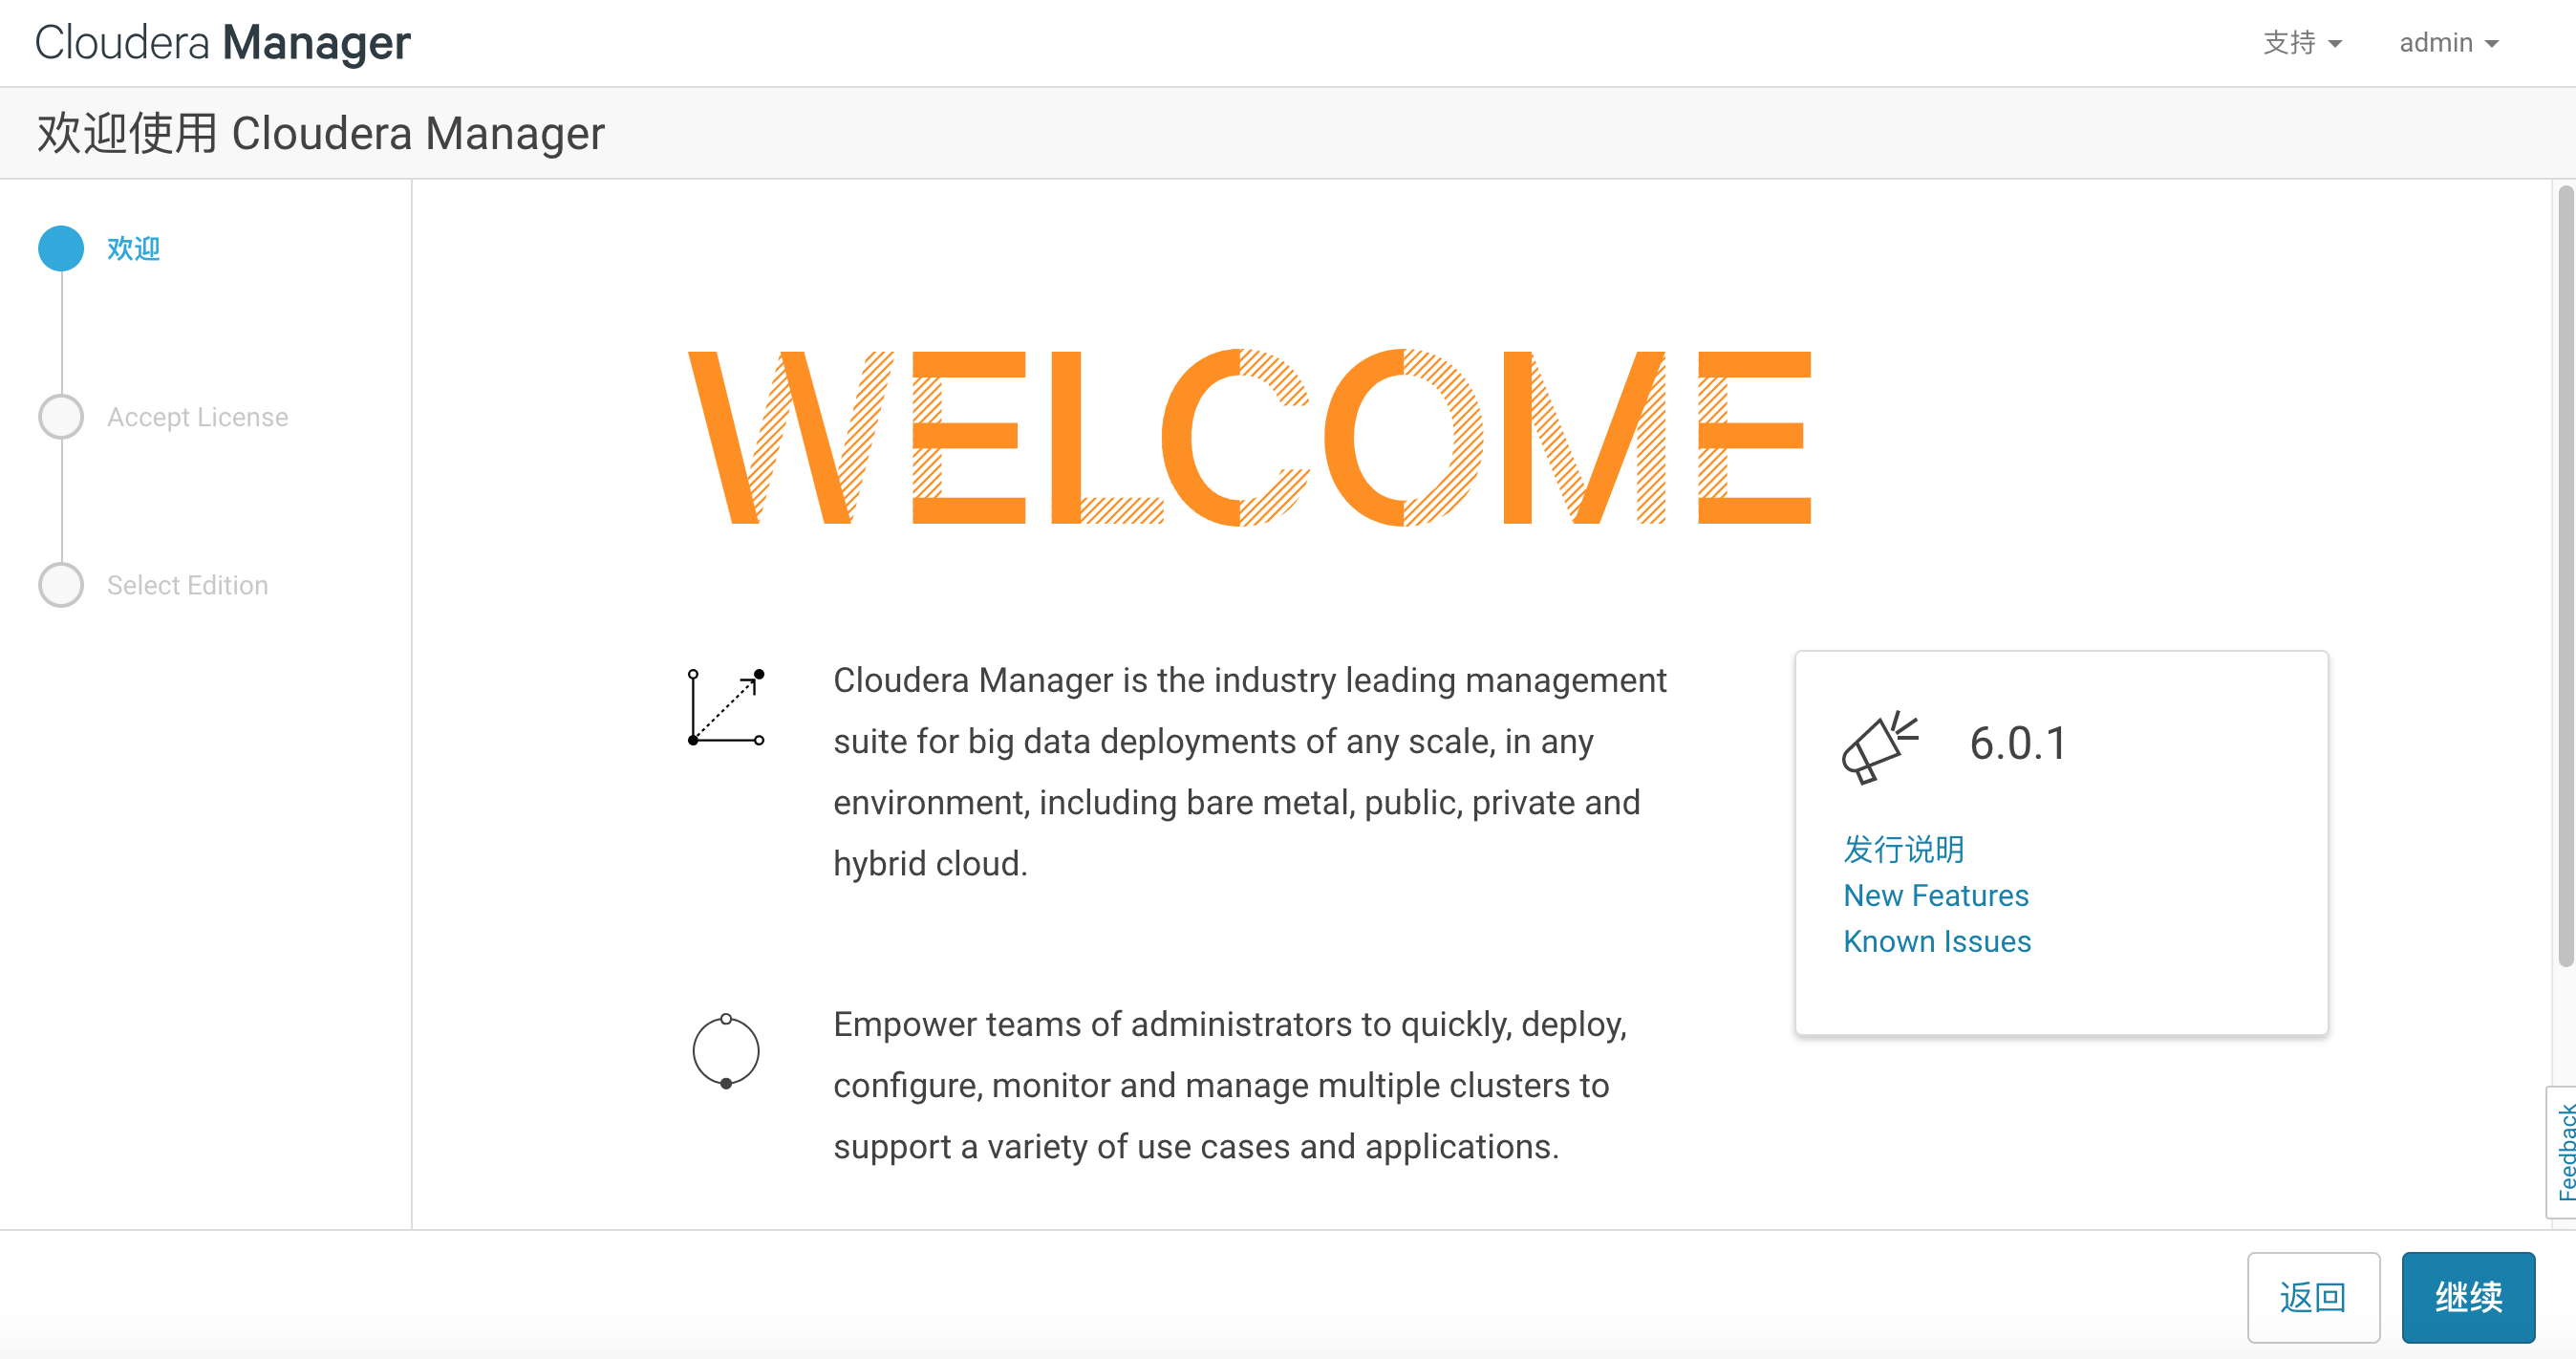 Cloudera Manager
支持
admin
欢迎使用 Cloudera Manager
欢迎
Accept License
Select Edition
WELCOME
Cloudera Manager is the industry leading management
suite for big data deployments of any scale, in any
environment, including bare metal, public, private and
hybrid cloud.
Empower teams of administrators to quickly, deploy,
configure, monitor and manage multiple clusters to
support a variety of use cases and applications.
6.0.1
发行说明
New Features
Known Issues
Feedback
返回
继续